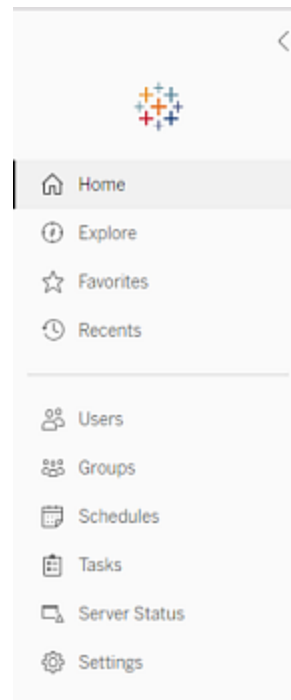 Home
Explore
Favorites
Recents
Users
Groups
Schedules
Tasks
Server Status
Settings